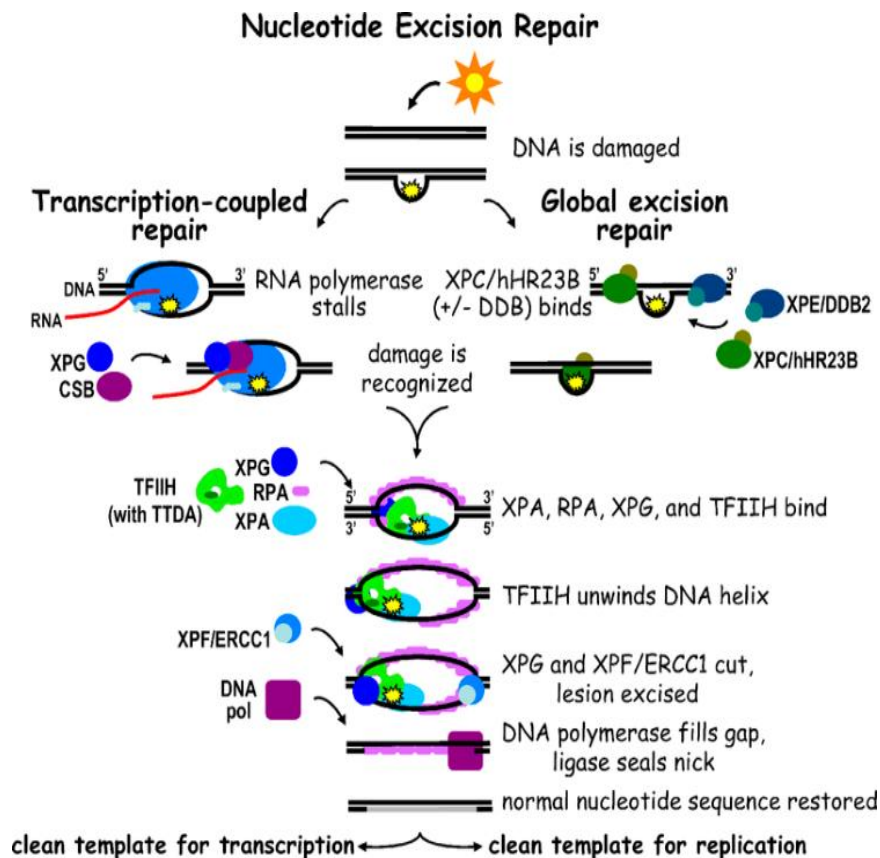 Nucleotide Excision Repair
DNA is damaged
Transcription-coupled
repair
Global excision
repair
5'
3'
DNA
RNA
RNA polymerase
stalls
XPC/hHR23B
(+/- DDB) binds
5'
3'
XPE/DDB2
XPC/hHR23B
XPG
CSB
damage is
recognized
XPG
TFIIH
(with TTDA)
RPA
XPA
5'
3'
3'
5'
XPA, RPA, XPG, and TFIIH bind
TFIIH unwinds DNA helix
XPF/ERCC1
XPG and XPF/ERCC1 cut,
lesion excised
DNA
pol
DNA polymerase fills gap,
ligase seals nick
normal nucleotide sequence restored
clean template for transcription
clean template for replication